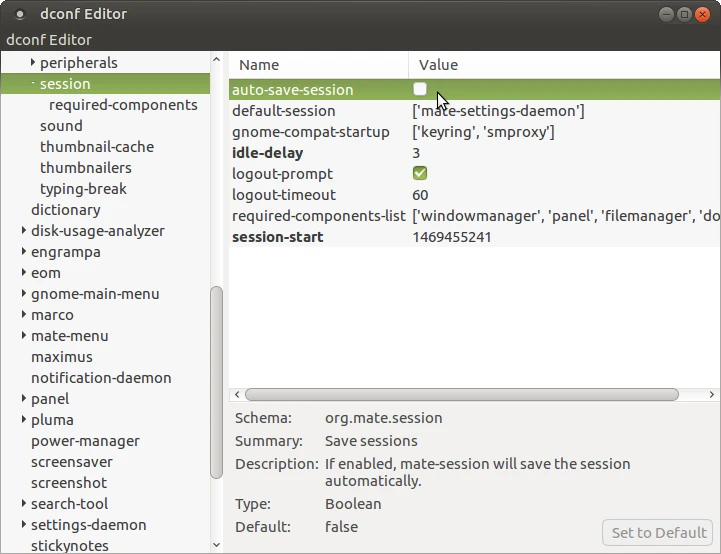 dconf Editor
dconf Editor
peripherals
session
required-components
sound
thumbnail-cache
thumbnailers
typing-break
dictionary
disk-usage-analyzer
engrampa
eom
gnome-main-menu
marco
mate-menu
maximus
notification-daemon
panel
pluma
power-manager
screensaver
screenshot
search-tool
settings-daemon
stickynotes
Name Value
auto-save-session
default-session ['mate-settings-daemon']
gnome-compat-startup ['keyring', 'smproxy']
idle-delay 3
logout-prompt
logout-timeout 60
required-components-list ['windowmanager', 'panel', 'filemanager', 'do
session-start 1469455241
Schema: org.mate.session
Summary: Save sessions
Description: If enabled, mate-session will save the session
automatically.
Type: Boolean
Default: false
Set to Default